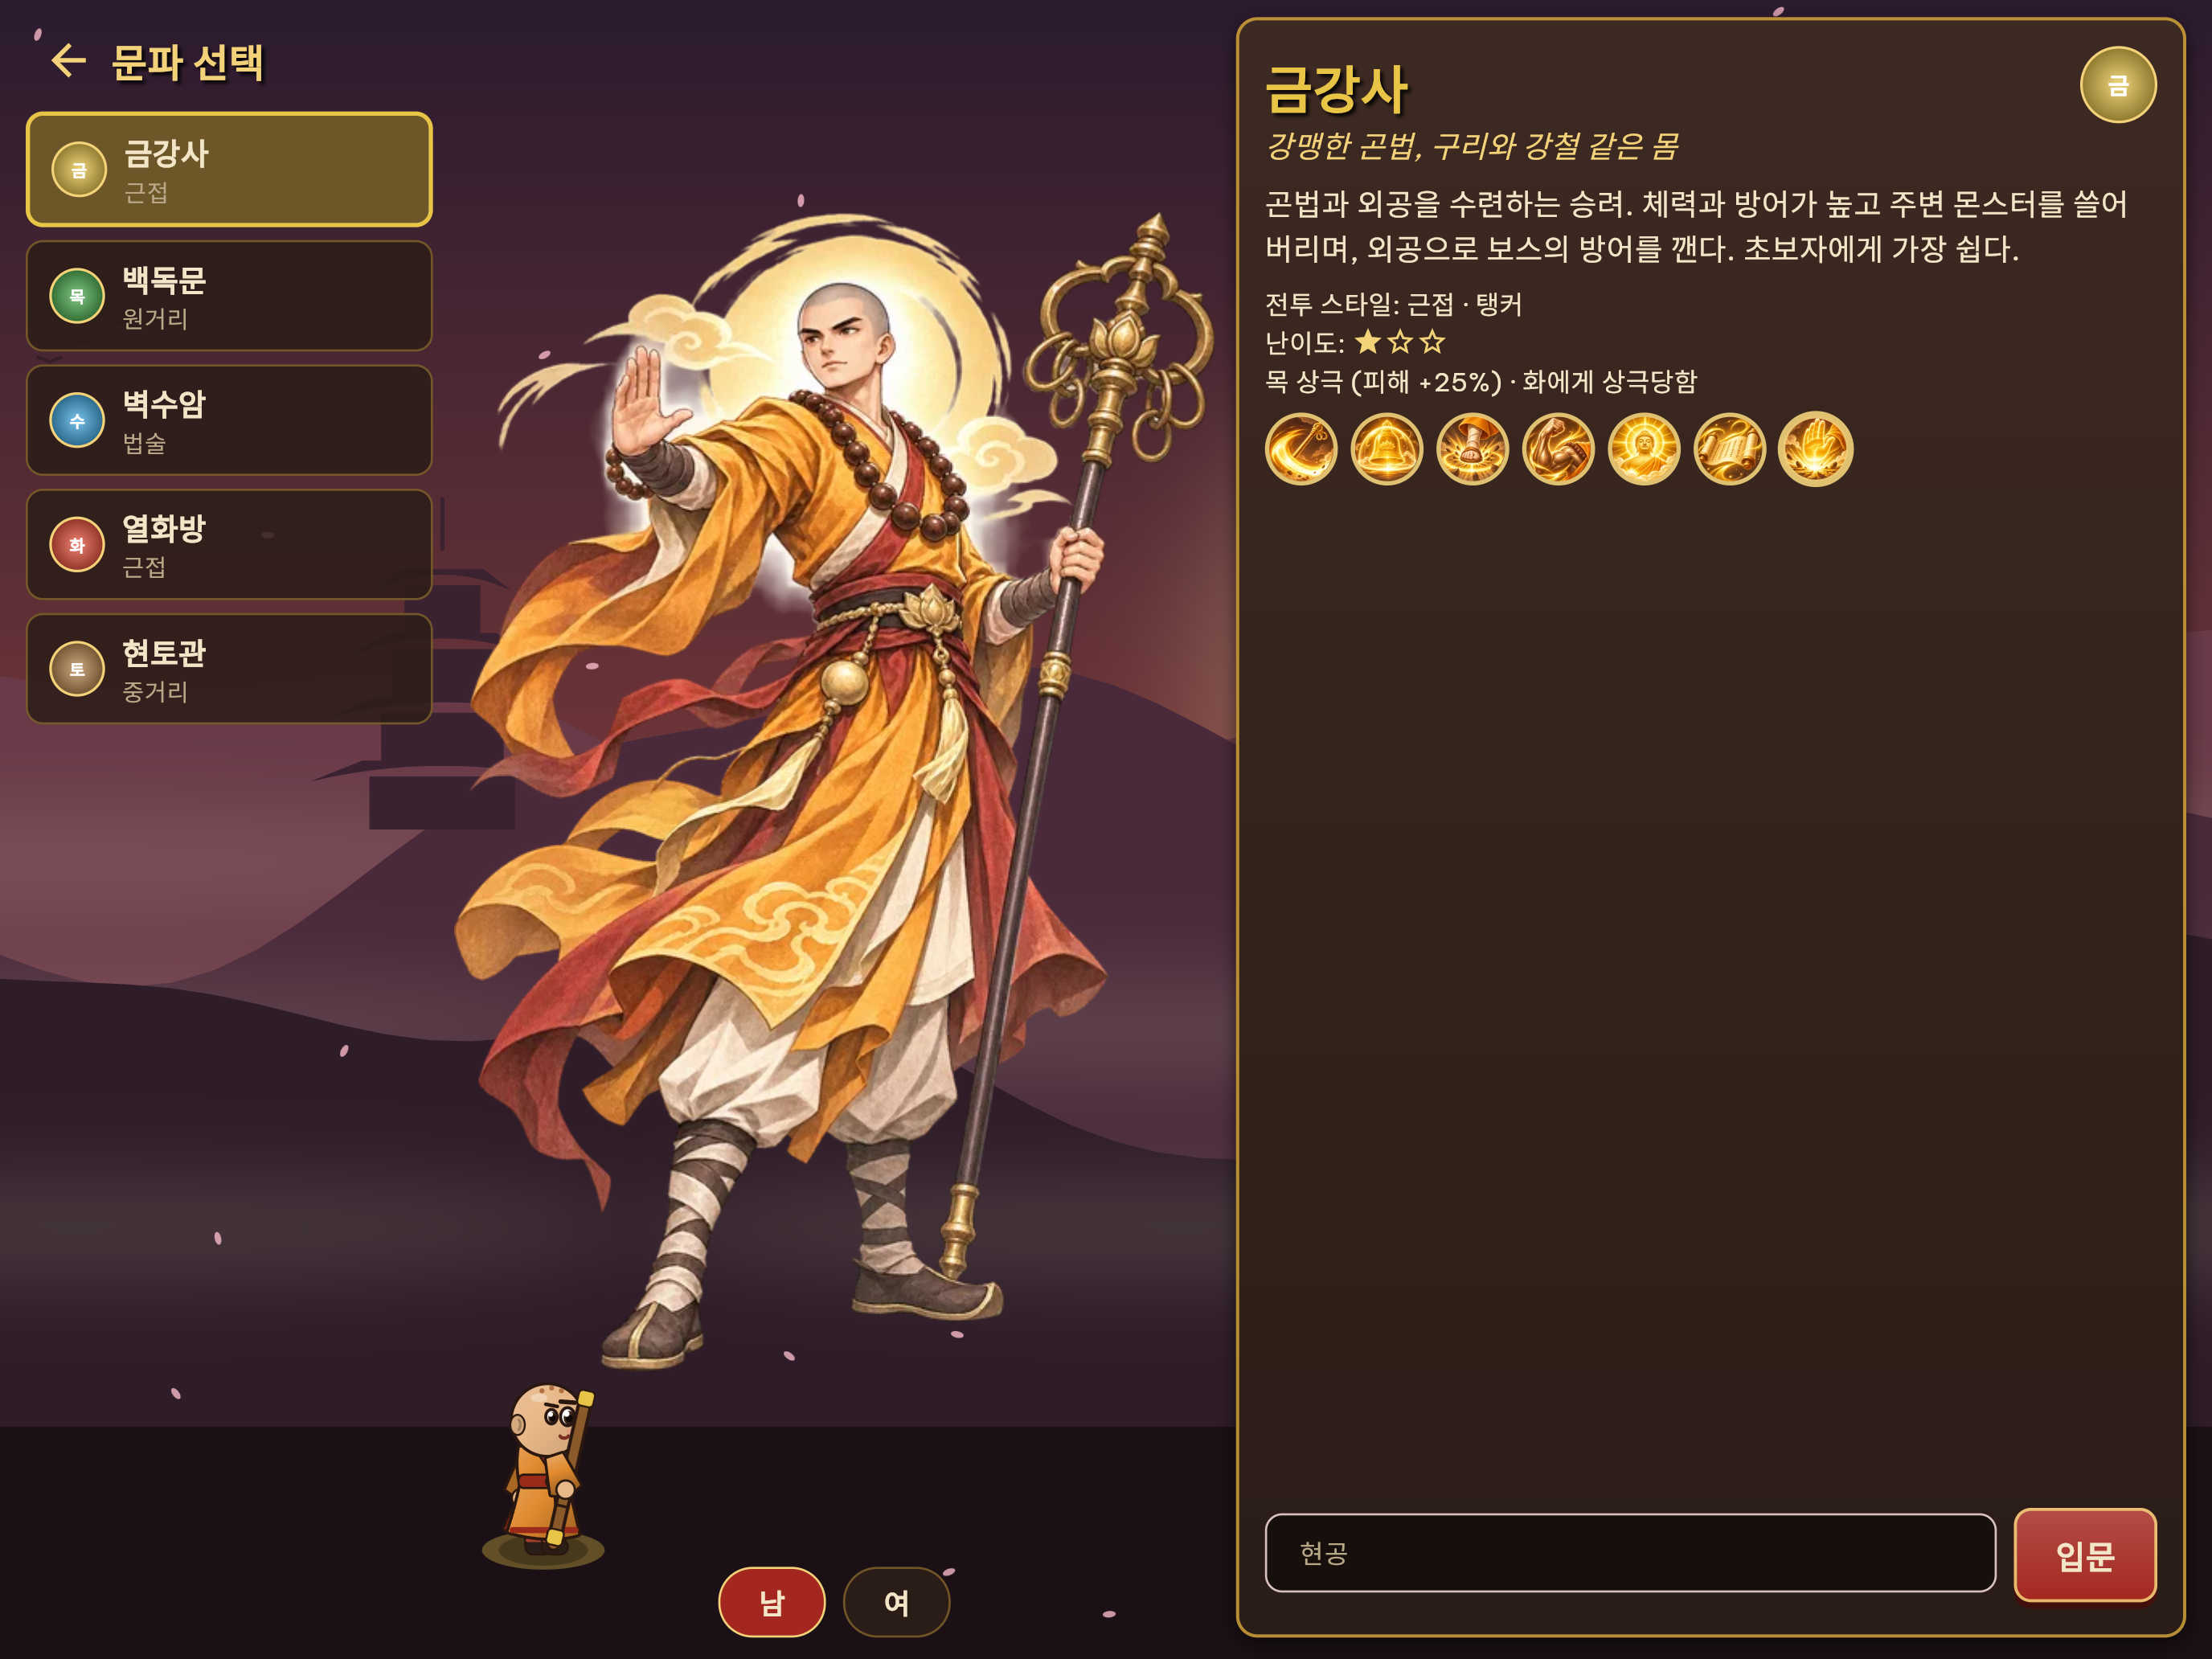 문파 선택
금
금강사
근접
목
백독문
원거리
수
벽수암
법술
화
열화방
근접
토
현토관
중거리
남
여
금강사
금
강맹한 곤법, 구리와 강철 같은 몸
곤법과 외공을 수련하는 승려. 체력과 방어가 높고 주변 몬스터를 쓸어
버리며, 외공으로 보스의 방어를 깬다. 초보자에게 가장 쉽다.
전투 스타일: 근접 · 탱커
난이도: ★☆☆
목 상극 (피해 +25%) · 화에게 상극당함
현공
입문